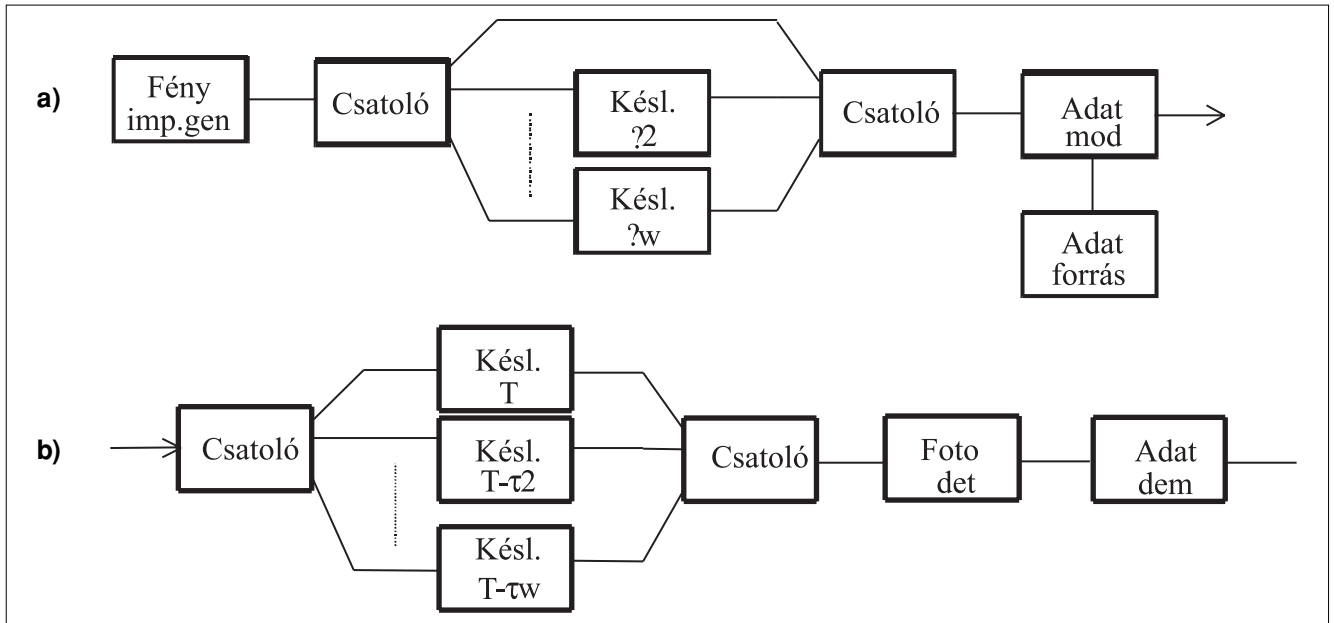 a)
Fény
imp.gen
Csatoló
Késl.
?2
Késl.
?w
Csatoló
Adat
mod
Adat
forrás
b)
Csatoló
Késl.
T
Késl.
T-τ2
Késl.
T-τw
Csatoló
Foto
det
Adat
dem